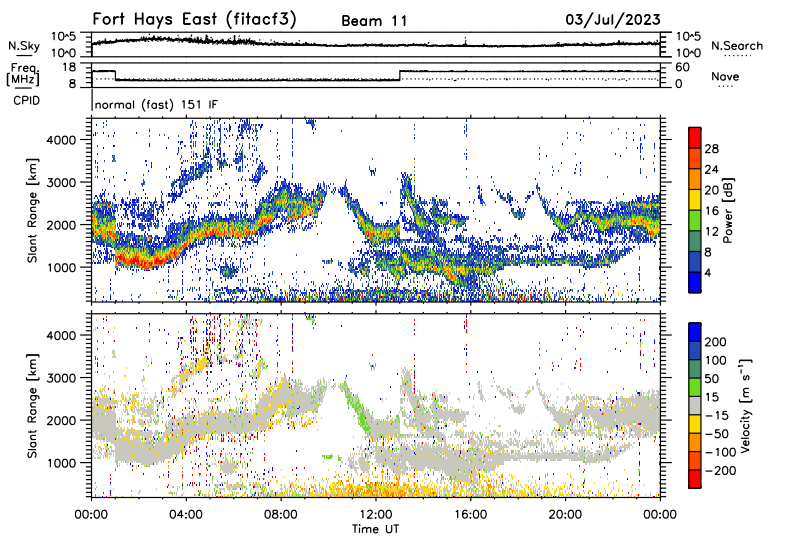 Fort Hays East (fitacf3) Beam 11 03/Jul/2023
N.Sky 10^5 10^0 10^5 10^0 N.Search
Freq. [MHz] 18 8 60 0 Nave
CPID normal (fast) 151 IF
Slant Range [km] 4000 3000 2000 1000
28 24 20 16 12 8 4 Power [dB]
Slant Range [km] 4000 3000 2000 1000
200 100 50 15 −15 −50 −100 −200 Velocity [m s⁻¹]
00:00 04:00 08:00 12:00 16:00 20:00 00:00
Time UT